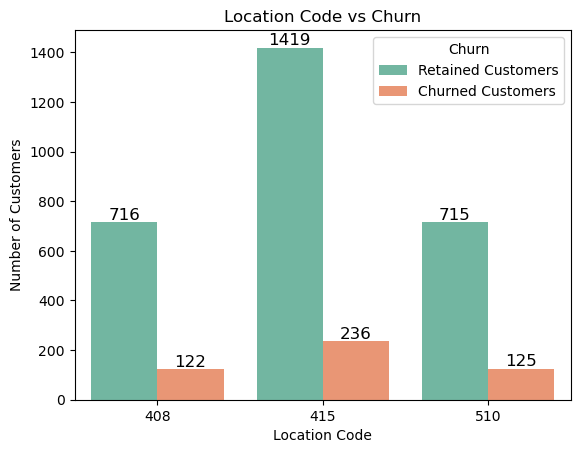 Location Code vs Churn
Churn
Retained Customers
Churned Customers
Number of Customers
1400
1200
1000
800
600
400
200
0
716
122
1419
236
715
125
408
415
510
Location Code